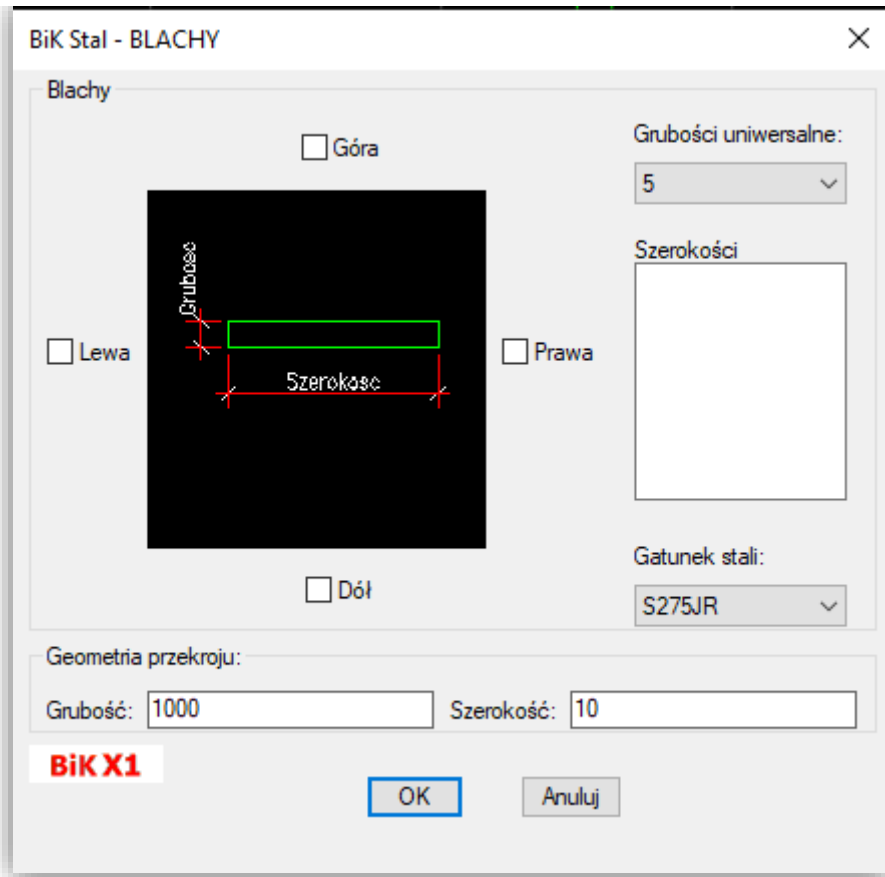 BiK Stal - BLACHY
Blachy
Góra
Grubości uniwersalne:
5
Grubosc
Szerokości
Lewa
Prawa
Szerokosc
Dół
Gatunek stali:
S275JR
Geometria przekroju:
Grubość: 1000 Szerokość: 10
BiK X1
OK Anuluj